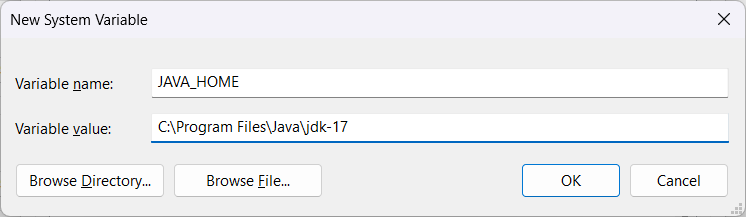 New System Variable
Variable name:
JAVA_HOME
Variable value:
C:\Program Files\Java\jdk-17
Browse Directory...
Browse File...
OK
Cancel